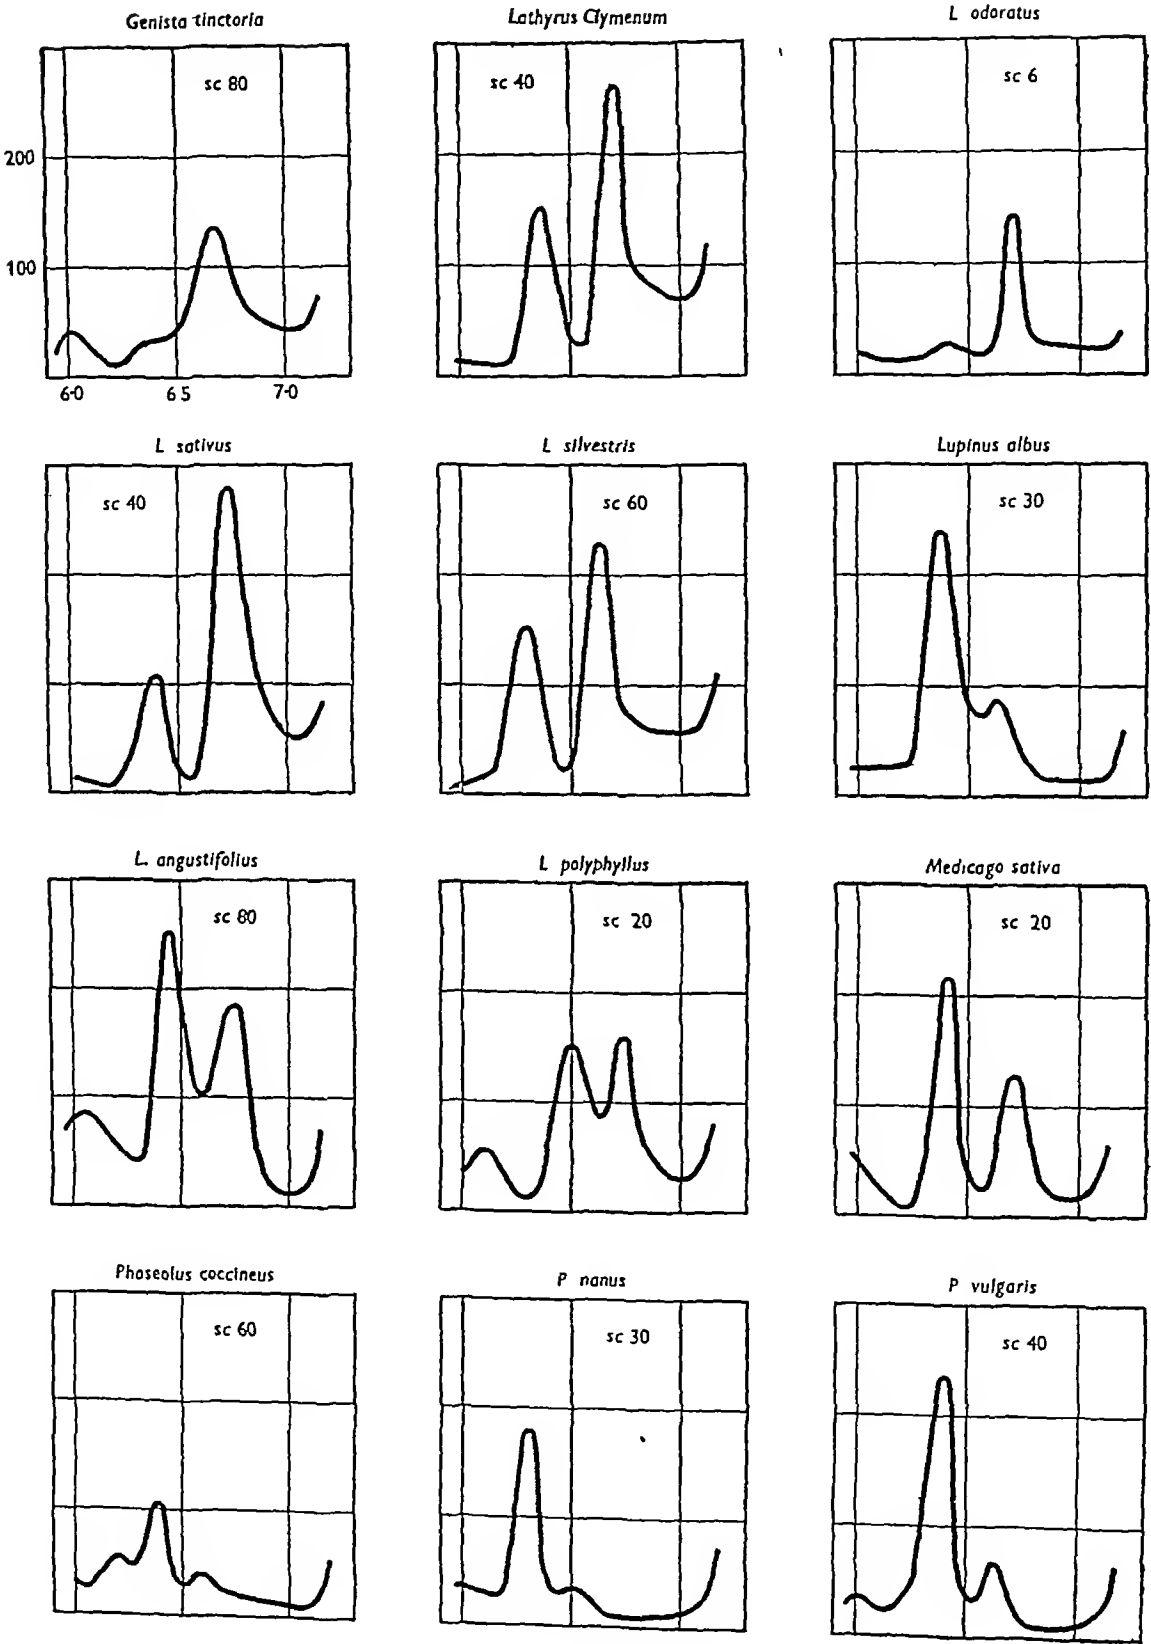 Genista tinctoria
Lathyrus Clymenum
L odoratus
sc 80
sc 40
sc 6
200
100
6·0 6 5 7·0
L sativus
L silvestris
Lupinus albus
sc 40
sc 60
sc 30
L. angustifolius
L polyphyllus
Medicago sativa
sc 80
sc 20
sc 20
Phaseolus coccineus
P nanus
P vulgaris
sc 60
sc 30
sc 40